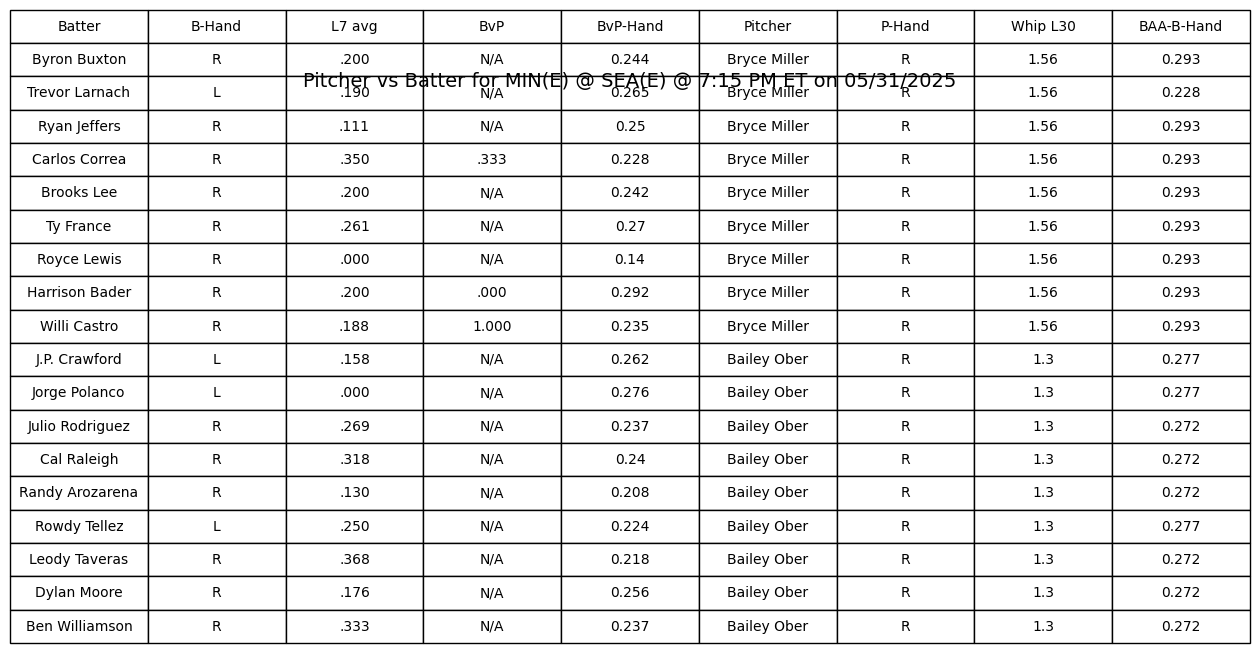 Batter B-Hand L7 avg BvP BvP-Hand Pitcher P-Hand Whip L30 BAA-B-Hand
Byron Buxton R .200 N/A 0.244 Bryce Miller R 1.56 0.293
Pitcher vs Batter for MIN(E) @ SEA(E) @ 7:15 PM ET on 05/31/2025
Trevor Larnach L .190 N/A 0.265 Bryce Miller R 1.56 0.228
Ryan Jeffers R .111 N/A 0.25 Bryce Miller R 1.56 0.293
Carlos Correa R .350 .333 0.228 Bryce Miller R 1.56 0.293
Brooks Lee R .200 N/A 0.242 Bryce Miller R 1.56 0.293
Ty France R .261 N/A 0.27 Bryce Miller R 1.56 0.293
Royce Lewis R .000 N/A 0.14 Bryce Miller R 1.56 0.293
Harrison Bader R .200 .000 0.292 Bryce Miller R 1.56 0.293
Willi Castro R .188 1.000 0.235 Bryce Miller R 1.56 0.293
J.P. Crawford L .158 N/A 0.262 Bailey Ober R 1.3 0.277
Jorge Polanco L .000 N/A 0.276 Bailey Ober R 1.3 0.277
Julio Rodriguez R .269 N/A 0.237 Bailey Ober R 1.3 0.272
Cal Raleigh R .318 N/A 0.24 Bailey Ober R 1.3 0.272
Randy Arozarena R .130 N/A 0.208 Bailey Ober R 1.3 0.272
Rowdy Tellez L .250 N/A 0.224 Bailey Ober R 1.3 0.277
Leody Taveras R .368 N/A 0.218 Bailey Ober R 1.3 0.272
Dylan Moore R .176 N/A 0.256 Bailey Ober R 1.3 0.272
Ben Williamson R .333 N/A 0.237 Bailey Ober R 1.3 0.272